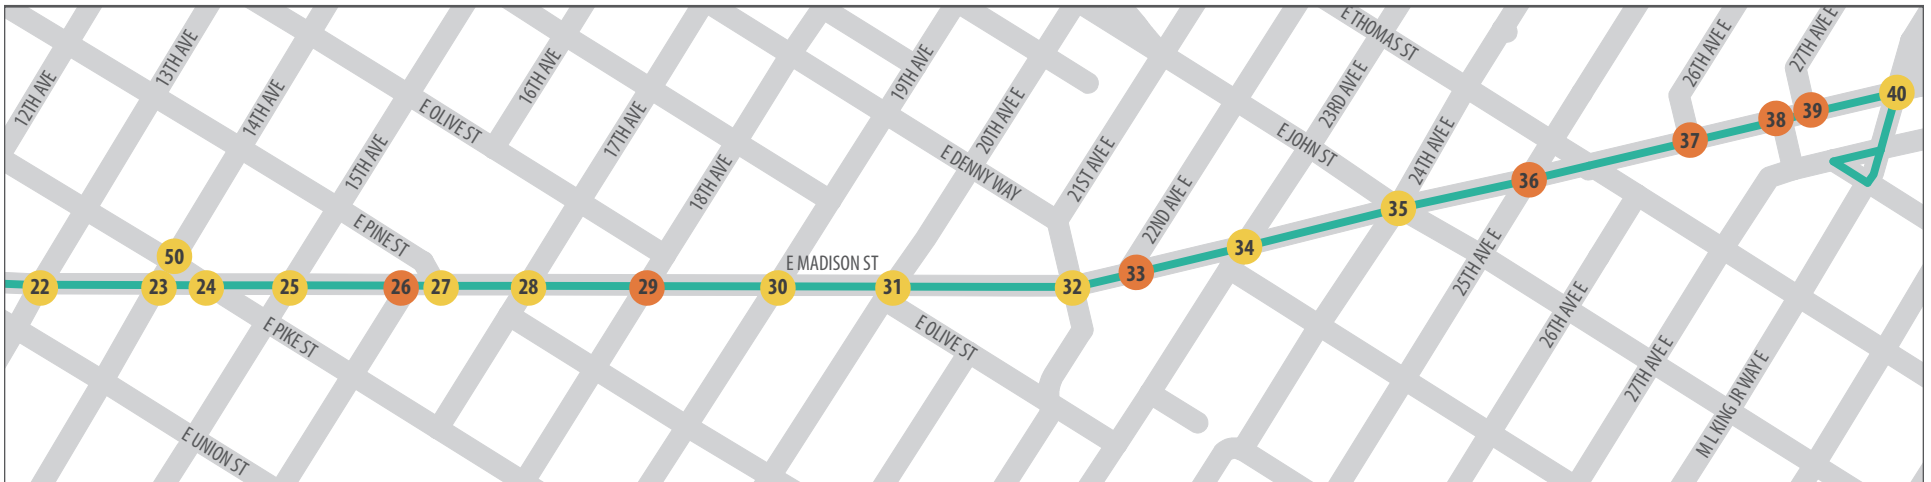 12TH AVE
13TH AVE
14TH AVE
15TH AVE
E OLIVE ST
16TH AVE
17TH AVE
18TH AVE
19TH AVE
20TH AVE E
E DENNY WAY
21ST AVE E
22ND AVE E
E JOHN ST
23RD AVE E
E THOMAS ST
24TH AVE E
26TH AVE E
27TH AVE E
E PINE ST
E MADISON ST
50
22
23
24
25
26
27
28
29
30
31
32
33
34
35
36
37
38
39
40
E PIKE ST
E UNION ST
E OLIVE ST
25TH AVE E
26TH AVE E
27TH AVE E
M L KING JR WAY E